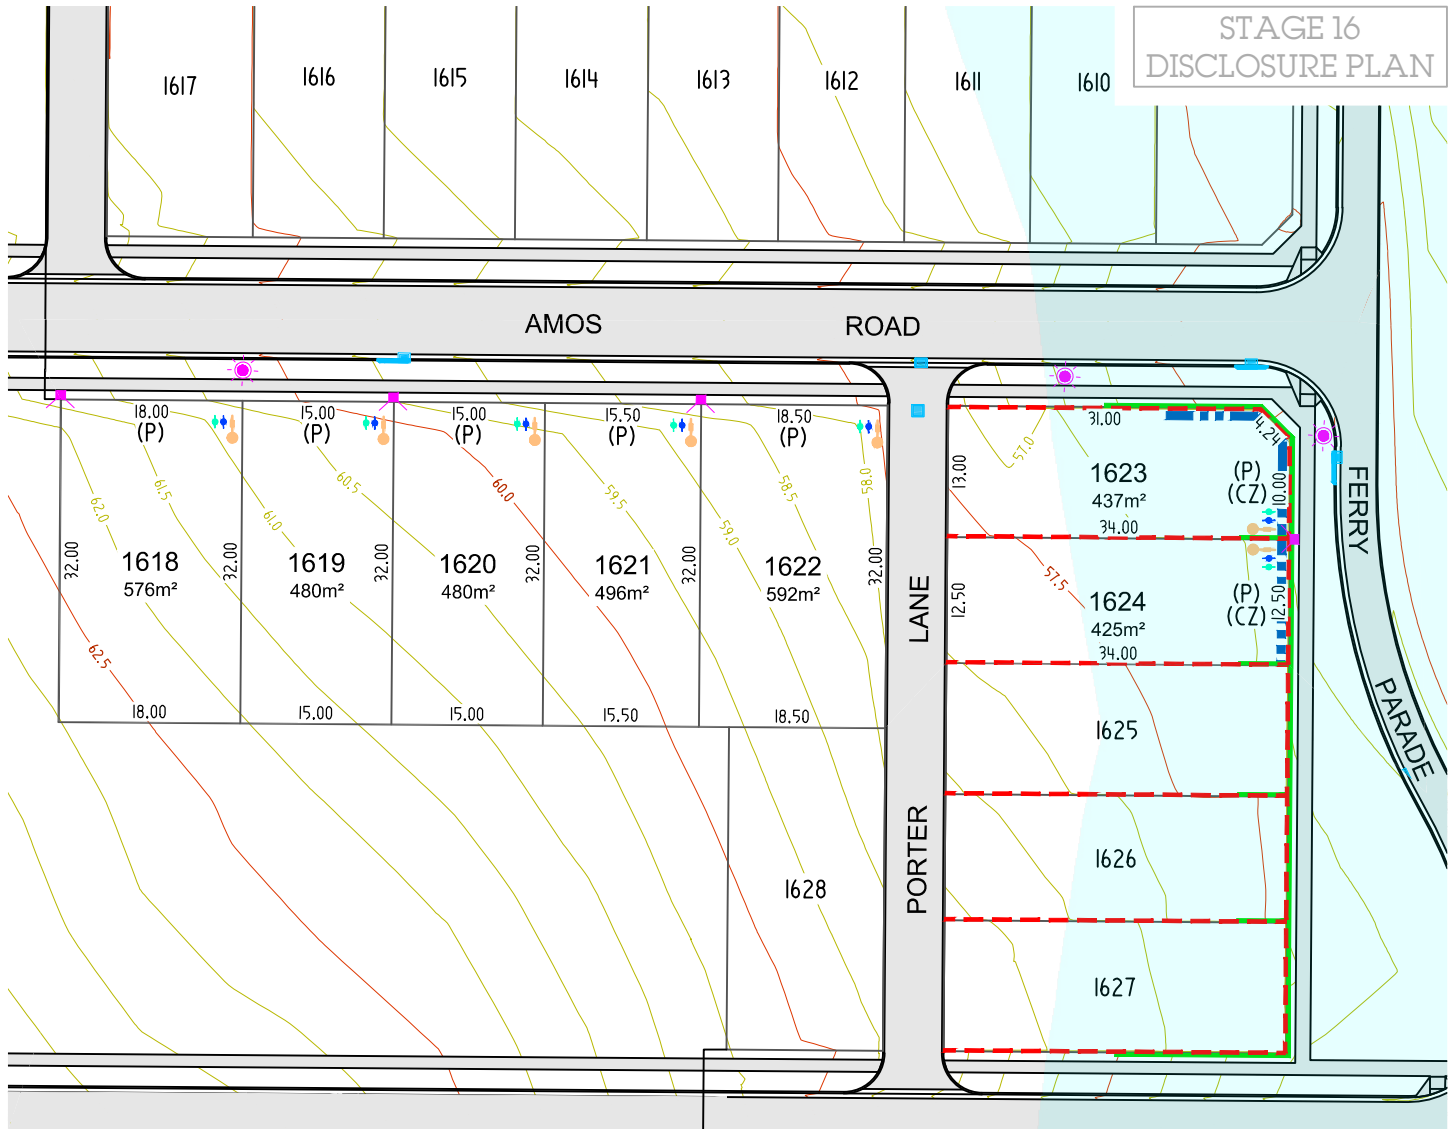 STAGE 16
DISCLOSURE PLAN
1617
1616
1615
1614
1613
1612
1611
1610
AMOS ROAD
18.00
(P)
15.00
(P)
15.00
(P)
15.50
(P)
18.50
(P)
31.00
4.24
57.0
62.0
61.5
61.0
60.5
60.0
59.5
59.0
58.5
58.0
13.00
1623
437m²
34.00
(P)
(CZ)
10.00
FERRY
32.00
1618
576m²
32.00
1619
480m²
32.00
1620
480m²
32.00
1621
496m²
32.00
1622
592m²
32.00
LANE
12.50
57.5
1624
425m²
34.00
(P)
(CZ)
12.50
62.5
18.00
15.00
15.00
15.50
18.50
1625
PARADE
1626
1628
PORTER
1627